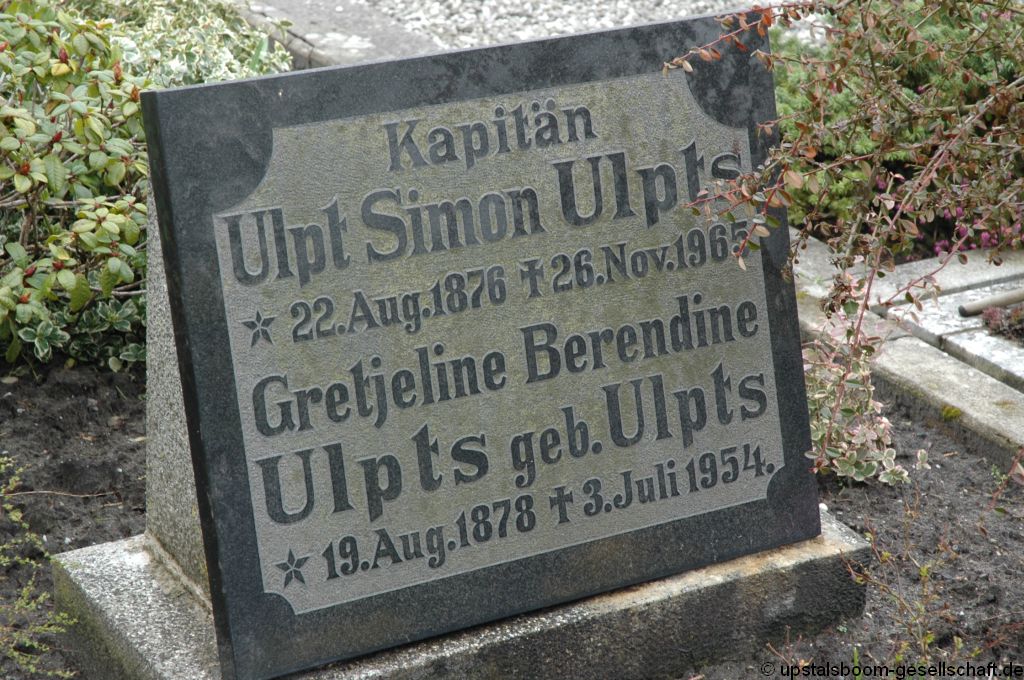 Kapitän
Ulpt Simon Ulpts
* 22.Aug.1876 † 26.Nov.1965
Gretjeline Berendine
Ulpts geb. Ulpts
* 19.Aug.1878 † 3.Juli 1954.
© upstalsboom-gesellschaft.de